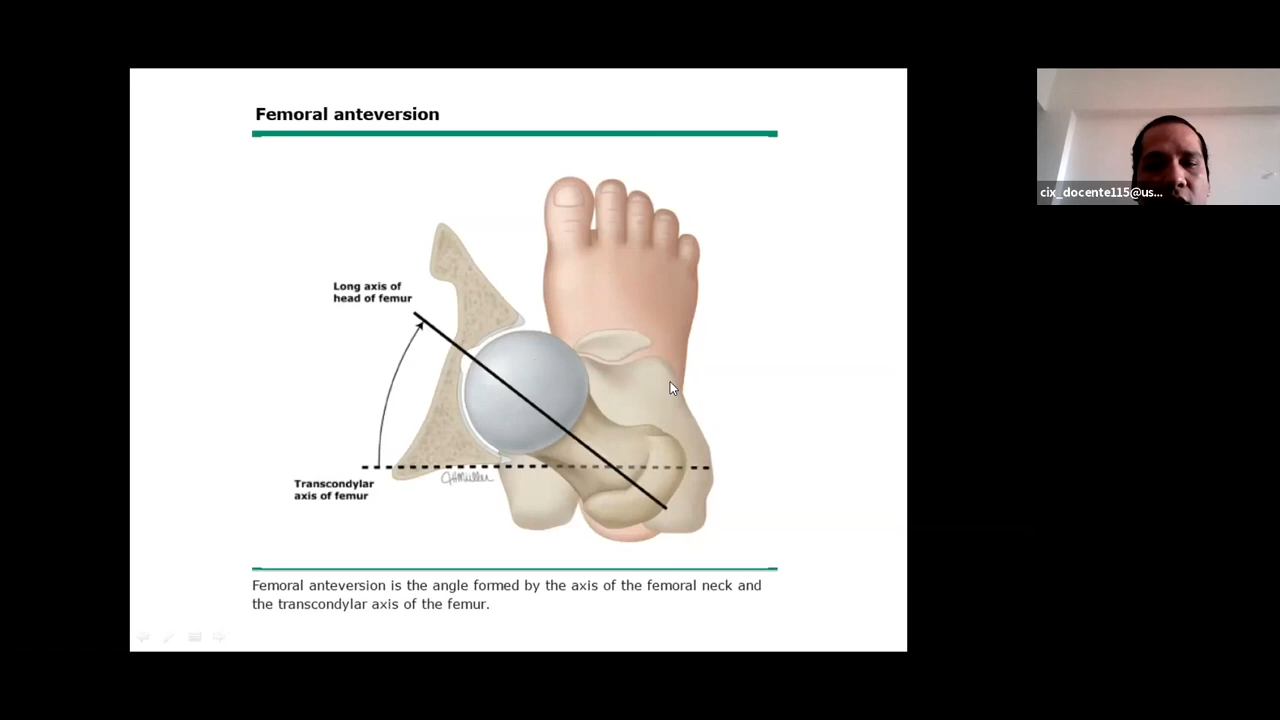 Femoral anteversion
cix_docente115@us...
Long axis of
head of femur
Transcondylar
axis of femur
Femoral anteversion is the angle formed by the axis of the femoral neck and
the transcondylar axis of the femur.